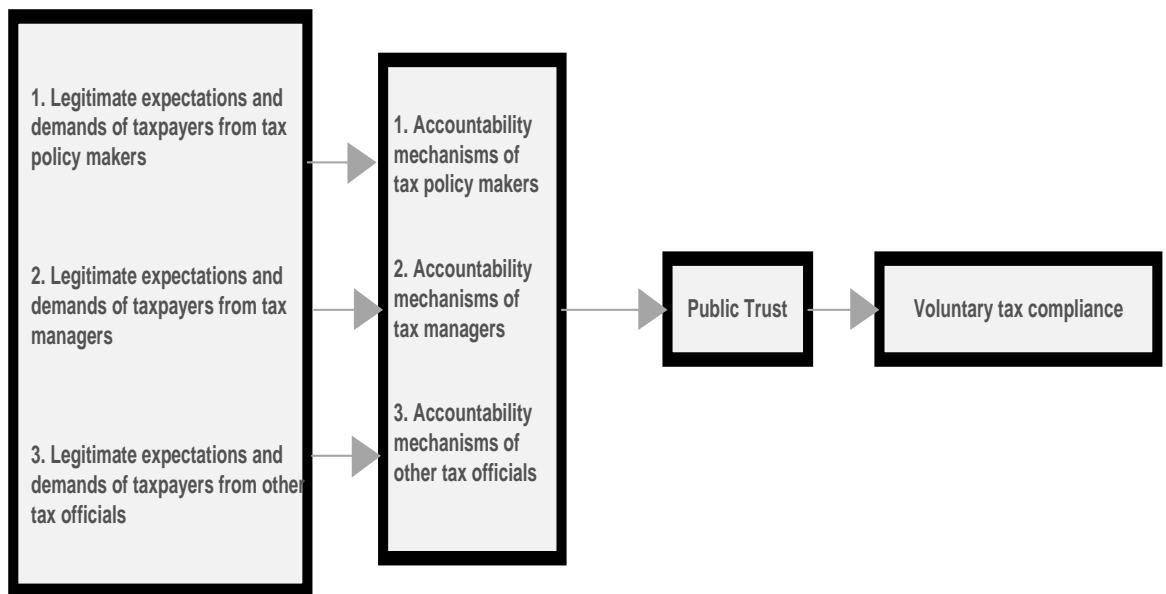 1. Legitimate expectations and
demands of taxpayers from tax
policy makers
2. Legitimate expectations and
demands of taxpayers from tax
managers
3. Legitimate expectations and
demands of taxpayers from other
tax officials
1. Accountability
mechanisms of
tax policy makers
2. Accountability
mechanisms of
tax managers
3. Accountability
mechanisms of
other tax officials
Public Trust
Voluntary tax compliance